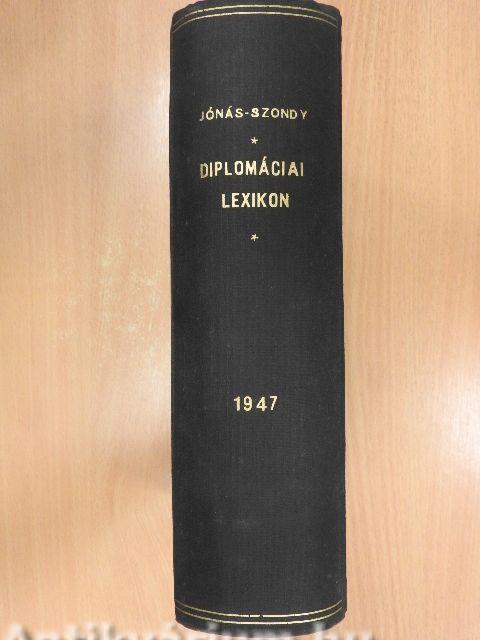 JÓNÁS-SZONDY
*
DIPLOMÁCIAI
LEXIKON
*
1947